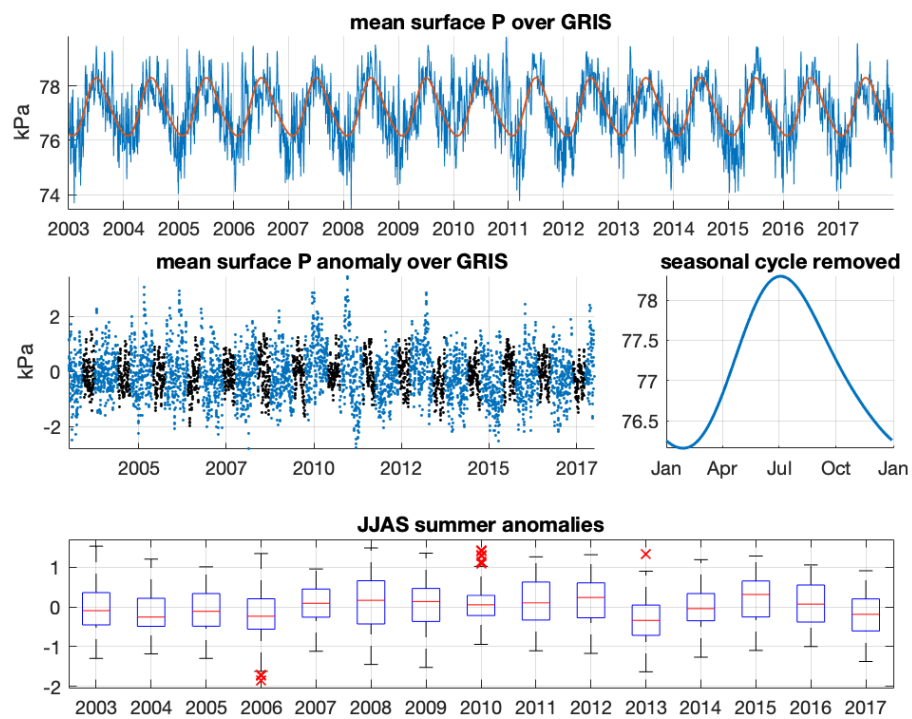 mean surface P over GRIS
78
76
74
kPa
2003 2004 2005 2006 2007 2008 2009 2010 2011 2012 2013 2014 2015 2016 2017
mean surface P anomaly over GRIS
2
0
-2
kPa
2005 2007 2010 2012 2015 2017
seasonal cycle removed
78
77.5
77
76.5
Jan Apr Jul Oct Jan
JJAS summer anomalies
1
0
-1
-2
2003 2004 2005 2006 2007 2008 2009 2010 2011 2012 2013 2014 2015 2016 2017